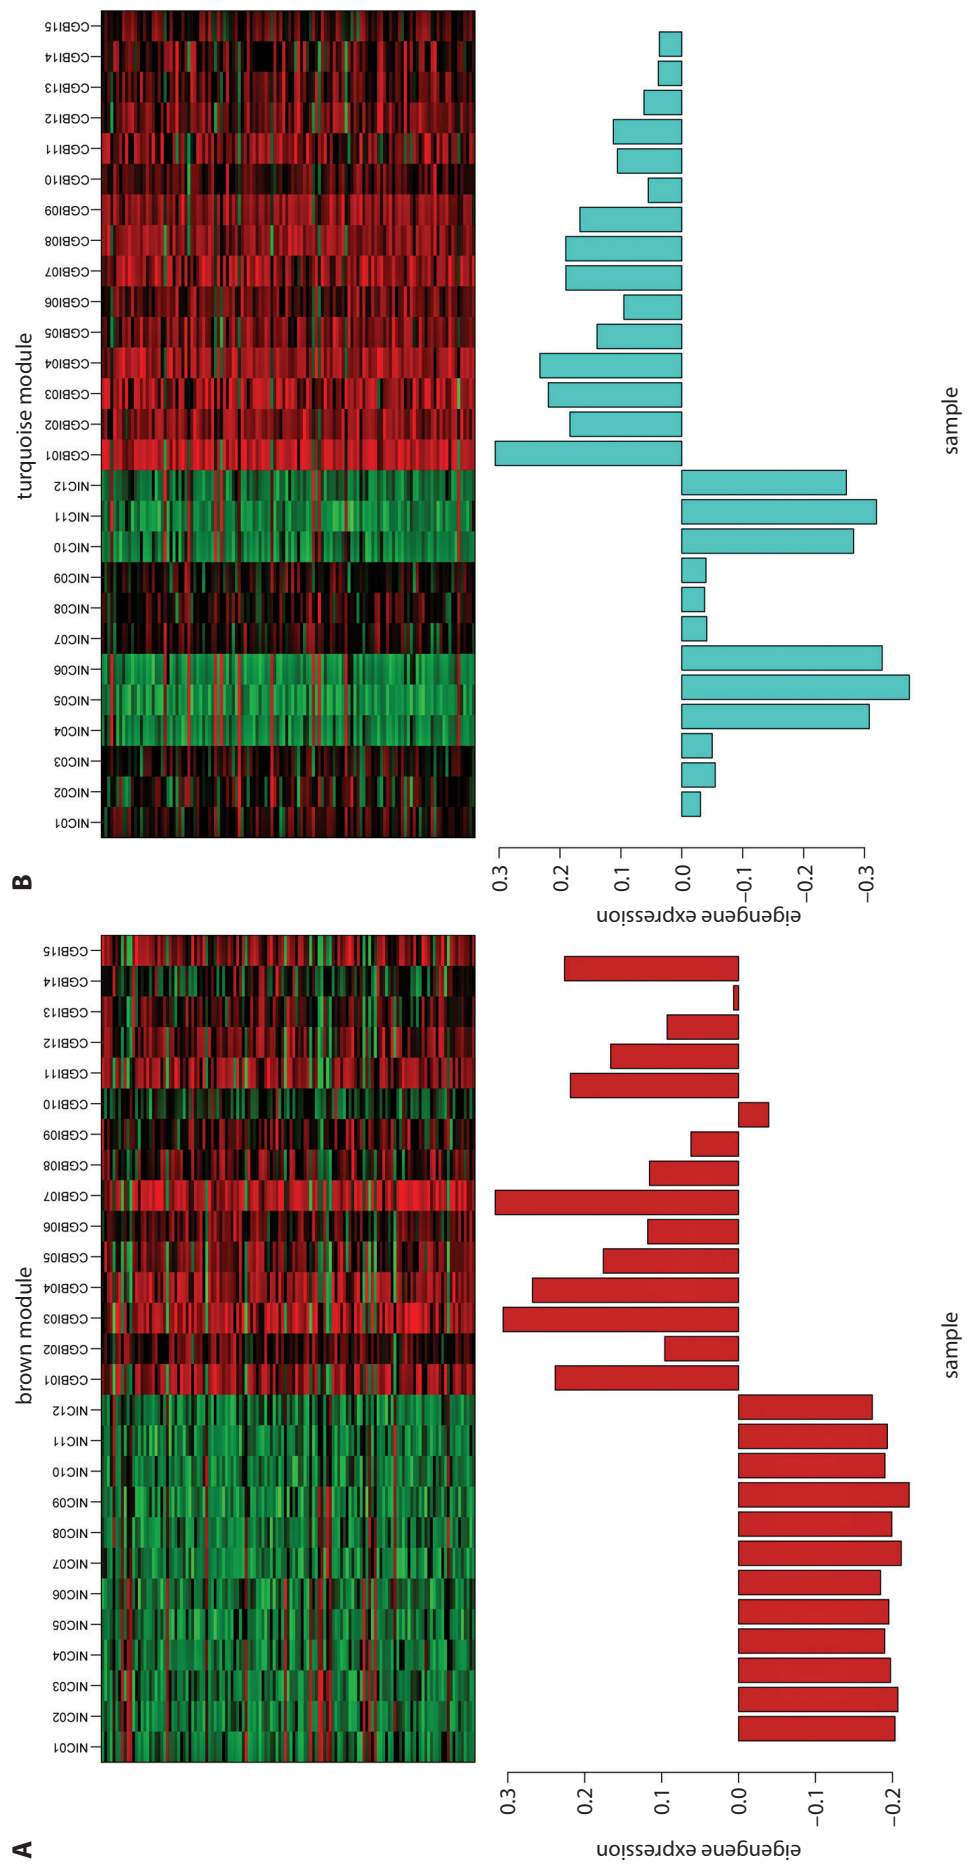 A
brown module
NIC01
NIC02
NIC03
NIC04
NIC05
NIC06
NIC07
NIC08
NIC09
NIC10
NIC11
NIC12
CGBI01
CGBI02
CGBI03
CGBI04
CGBI05
CGBI06
CGBI07
CGBI08
CGBI09
CGBI10
CGBI11
CGBI12
CGBI13
CGBI14
CGBI15
eigengene expression
0.3
0.2
0.1
0.0
−0.1
−0.2
sample
B
turquoise module
NIC01
NIC02
NIC03
NIC04
NIC05
NIC06
NIC07
NIC08
NIC09
NIC10
NIC11
NIC12
CGBI01
CGBI02
CGBI03
CGBI04
CGBI05
CGBI06
CGBI07
CGBI08
CGBI09
CGBI10
CGBI11
CGBI12
CGBI13
CGBI14
CGBI15
eigengene expression
0.3
0.2
0.1
0.0
−0.1
−0.2
−0.3
sample